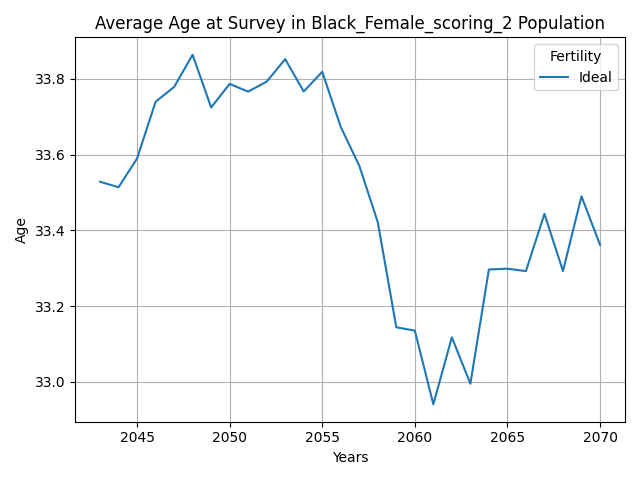 Average Age at Survey in Black_Female_scoring_2 Population
Fertility
Ideal
33.8
33.6
33.4
33.2
33.0
Age
2045 2050 2055 2060 2065 2070
Years